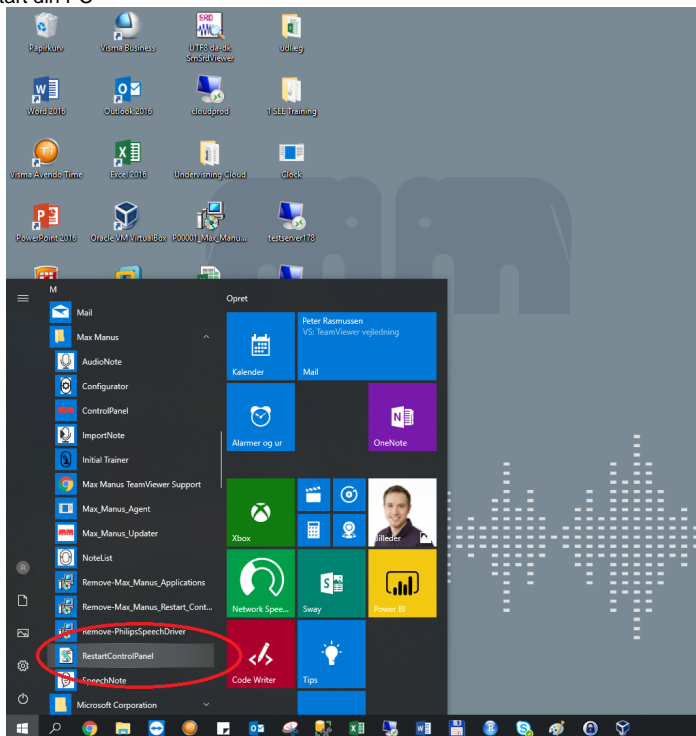 start din PC
SRD
Papirkurv
Visma Business
UTF8 da-dk
SmSrdViewer
udlæg
Word 2016
Outlook 2016
cloudprod
1 SEE Training
Visma Avendo Time
Excel 2016
Undervisning Cloud
Clock
PowerPoint 2016
Oracle VM VirtualBox
P00001_Max_Manu...
testserver178
M
Mail
Max Manus
AudioNote
Configurator
ControlPanel
ImportNote
Initial Trainer
Max Manus TeamViewer Support
Max_Manus_Agent
Max_Manus_Updater
NoteList
Remove-Max_Manus_Applications
Remove-Max_Manus_Restart_Cont...
Remove-PhilipsSpeechDriver
RestartControlPanel
SpeechNote
Microsoft Corporation
Opret
Kalender
Peter Rasmussen
VS: TeamViewer vejledning
Mail
Alarmer og ur
OneNote
Xbox
Billeder
Network Spee...
Sway
Power BI
Code Writer
Tips